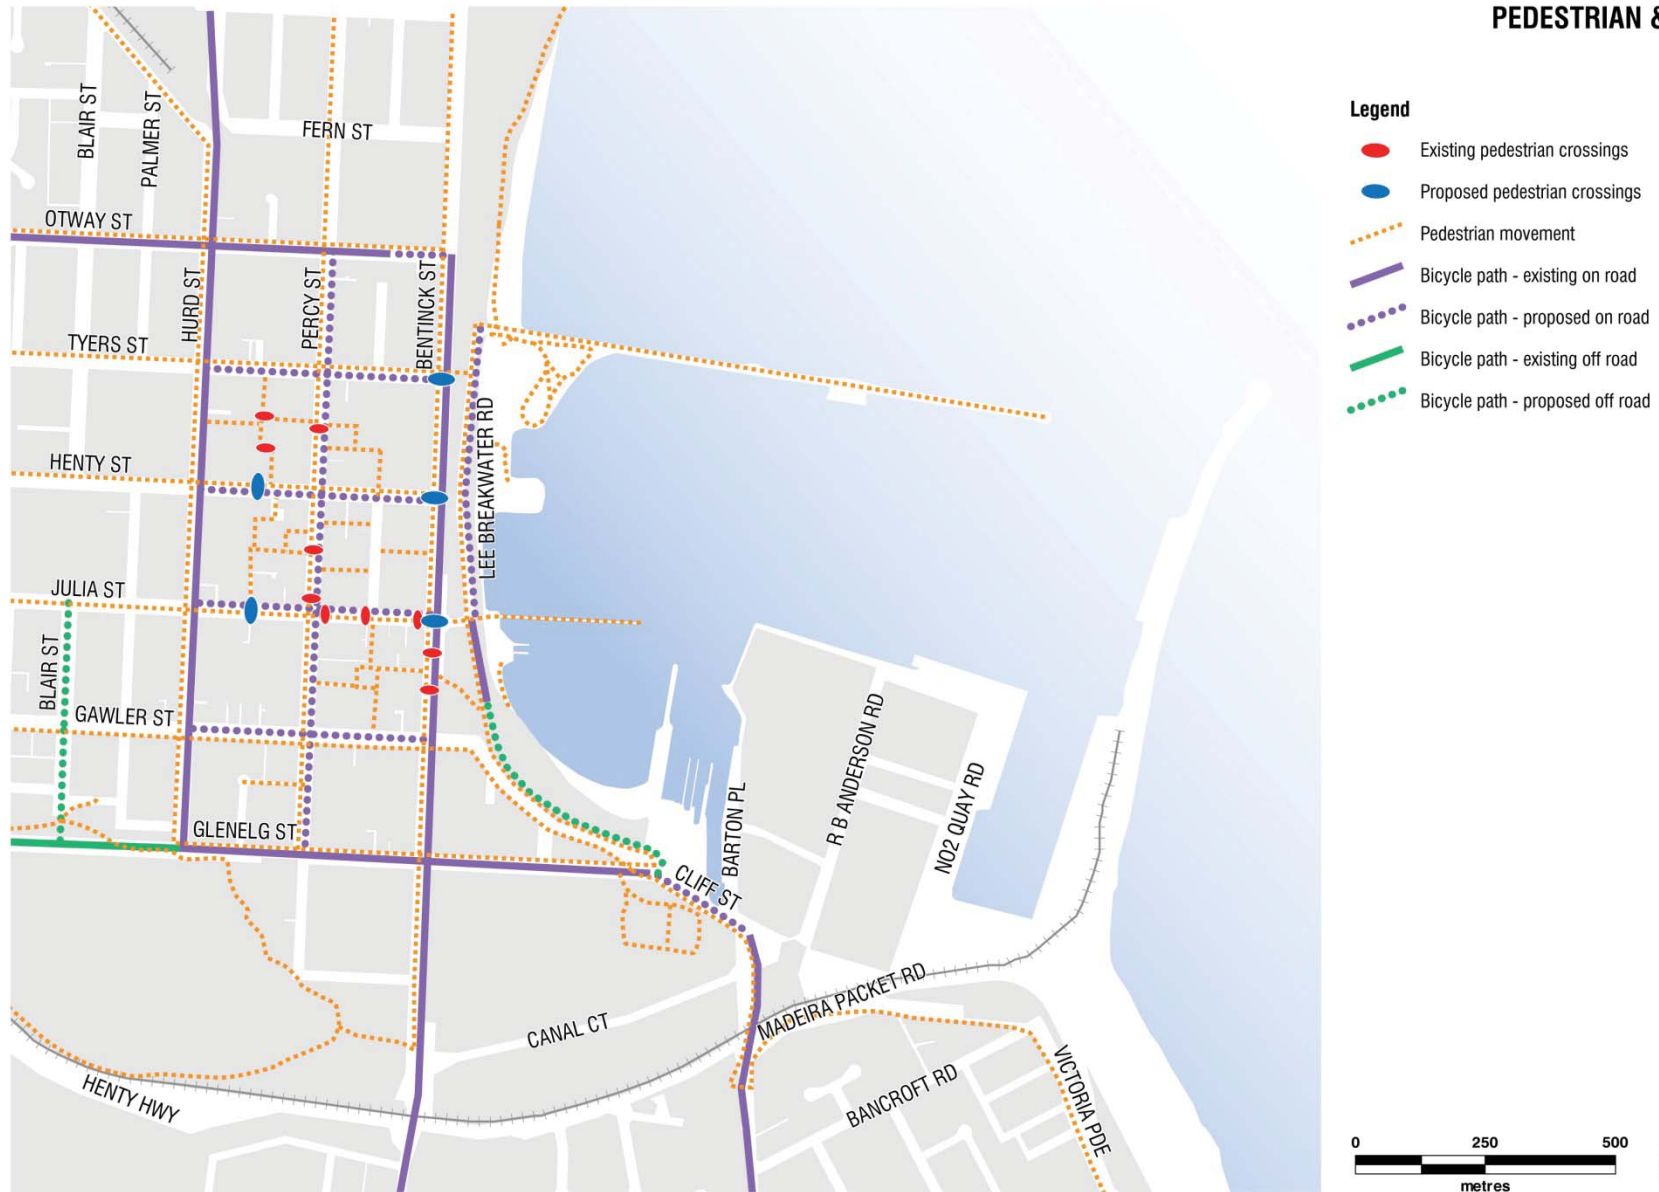 PEDESTRIAN &
Legend
Existing pedestrian crossings
Proposed pedestrian crossings
Pedestrian movement
Bicycle path - existing on road
Bicycle path - proposed on road
Bicycle path - existing off road
Bicycle path - proposed off road
BLAIR ST
PALMER ST
FERN ST
OTWAY ST
HURD ST
PERCY ST
BENTINCK ST
TYERS ST
LEE BREAKWATER RD
HENTY ST
JULIA ST
BLAIR ST
GAWLER ST
GLENELG ST
BARTON PL
R B ANDERSON RD
NO2 QUAY RD
CLIFF ST
CANAL CT
MADEIRA PACKET RD
HENTY HWY
BANCROFT RD
VICTORIA PDE
0 250 500
metres